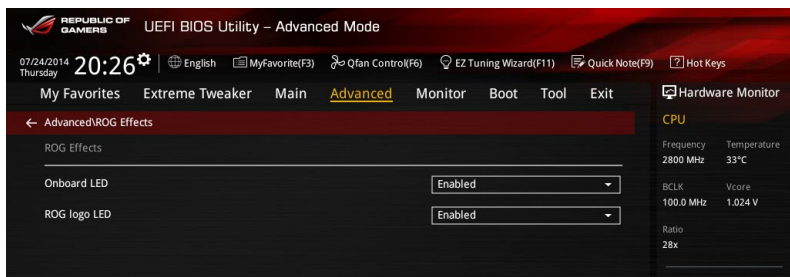 REPUBLIC OF
GAMERS
UEFI BIOS Utility – Advanced Mode
07/24/2014
Thursday
20:26
English
MyFavorite(F3)
Qfan Control(F6)
EZ Tuning Wizard(F11)
Quick Note(F9)
? Hot Keys
My Favorites
Extreme Tweaker
Main
Advanced
Monitor
Boot
Tool
Exit
← Advanced\ROG Effects
ROG Effects
Onboard LED
Enabled
ROG logo LED
Enabled
Hardware Monitor
CPU
Frequency Temperature
2800 MHz 33°C
BCLK Vcore
100.0 MHz 1.024 V
Ratio
28x